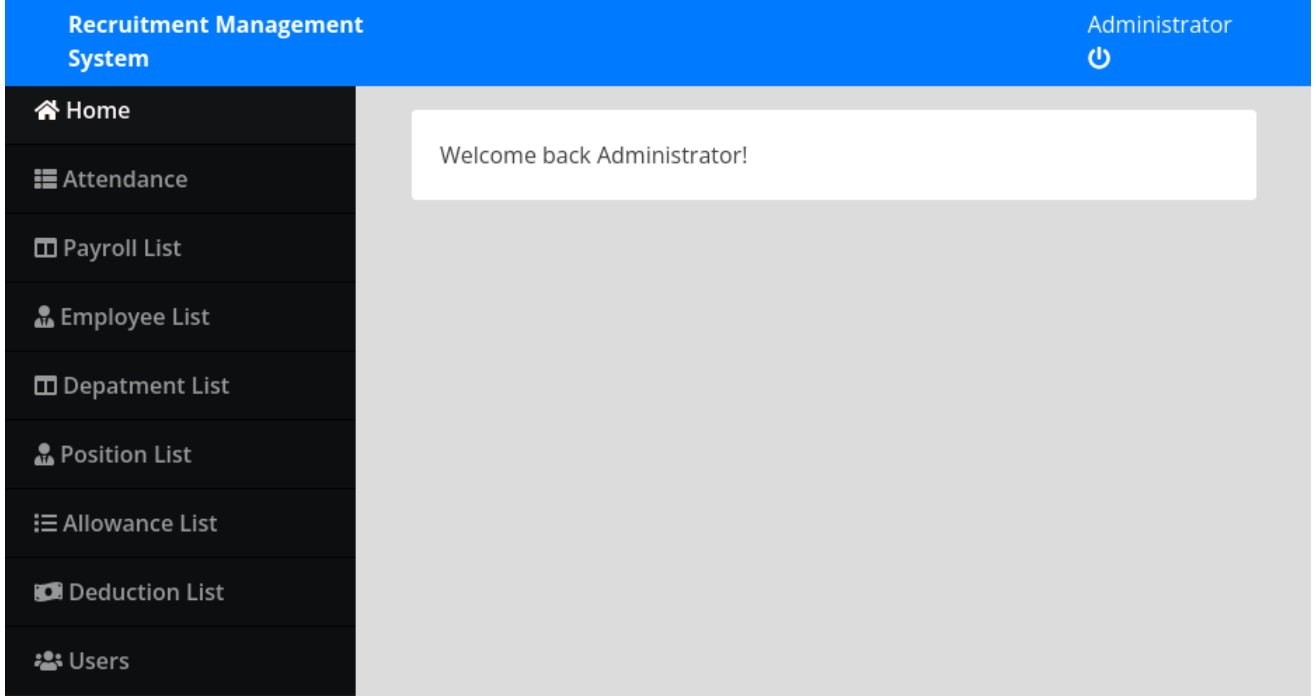 Recruitment Management
System
Administrator
Home
Attendance
Payroll List
Employee List
Depatment List
Position List
Allowance List
Deduction List
Users
Welcome back Administrator!